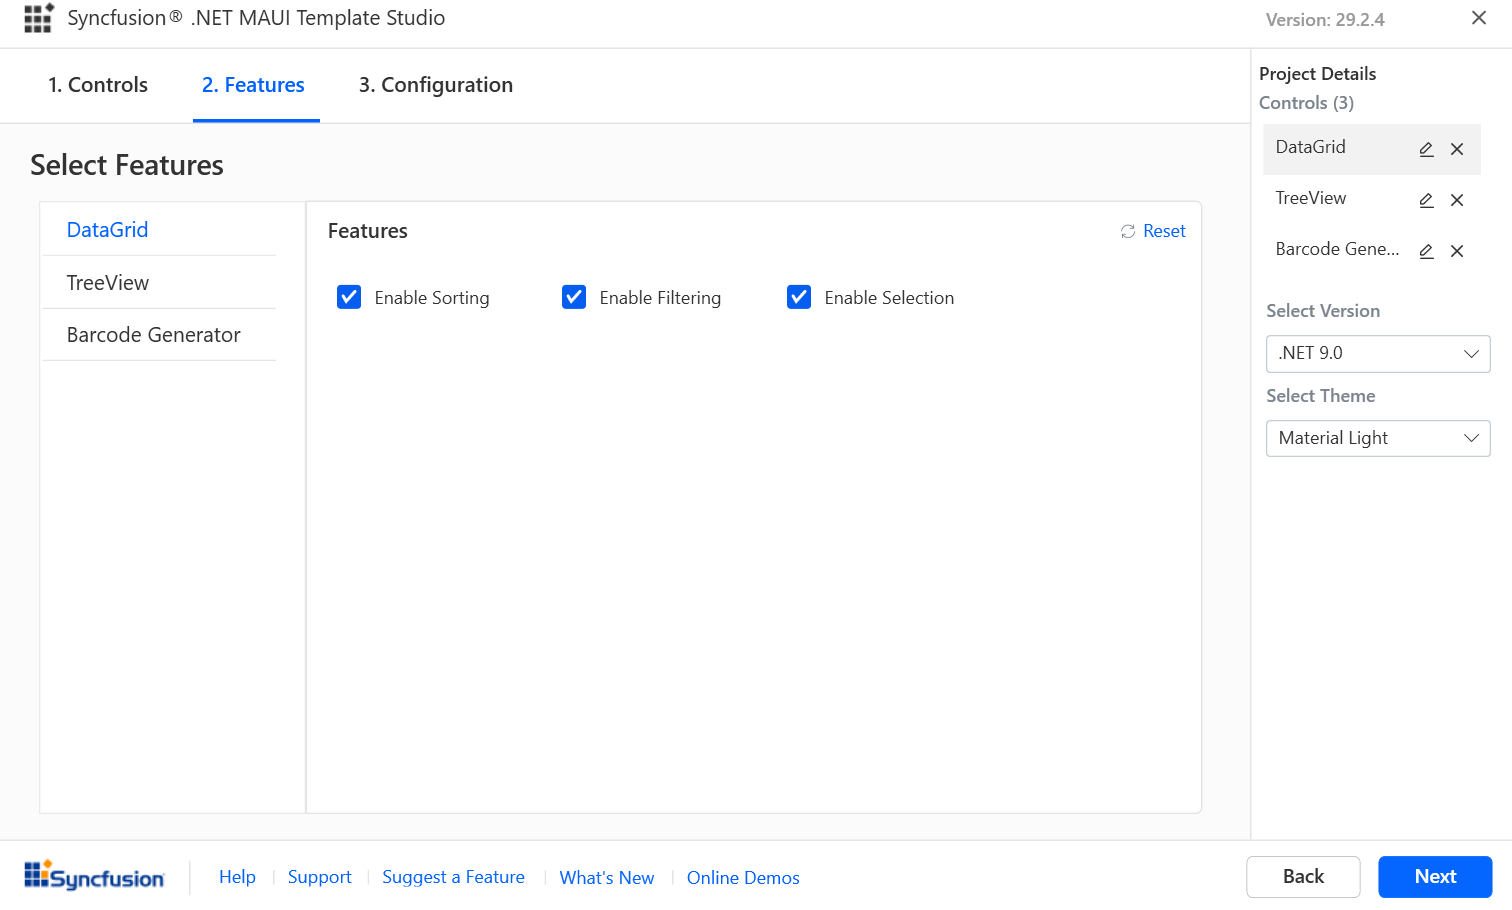 Syncfusion® .NET MAUI Template Studio
Version: 29.2.4
1. Controls
2. Features
3. Configuration
Select Features
DataGrid
TreeView
Barcode Generator
Features
Reset
Enable Sorting
Enable Filtering
Enable Selection
Project Details
Controls (3)
DataGrid
TreeView
Barcode Gene...
Select Version
.NET 9.0
Select Theme
Material Light
Syncfusion
Help
Support
Suggest a Feature
What's New
Online Demos
Back
Next